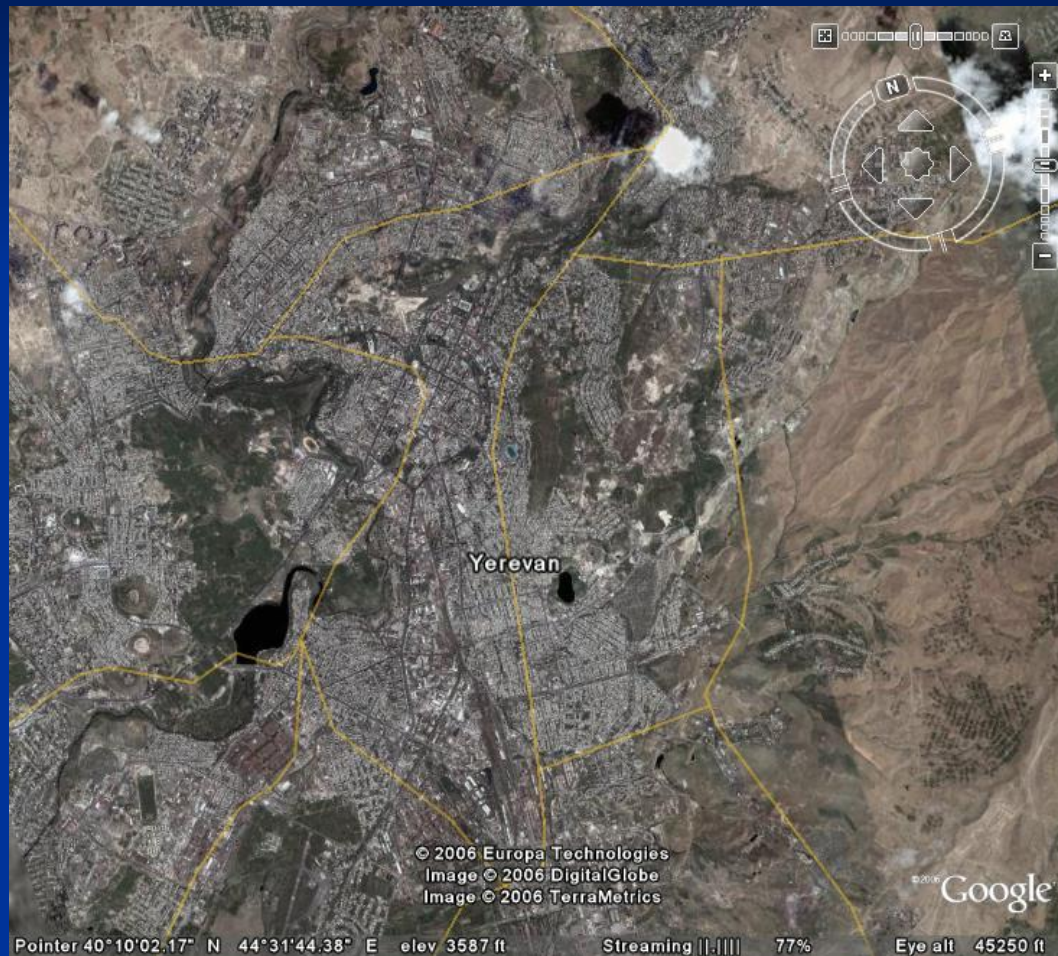 N
Yerevan
© 2006 Europa Technologies
Image © 2006 DigitalGlobe
Image © 2006 TerraMetrics
©2006 Google
Pointer 40°10'02.17" N 44°31'44.38" E elev 3587 ft Streaming ||.|||| 77% Eye alt 45250 ft